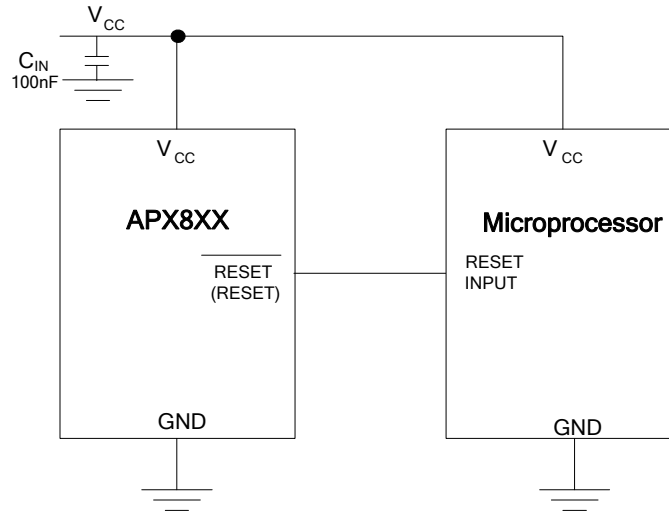 VCC
CIN
100nF
VCC
APX8XX
RESET
(RESET)
GND
VCC
Microprocessor
RESET
INPUT
GND